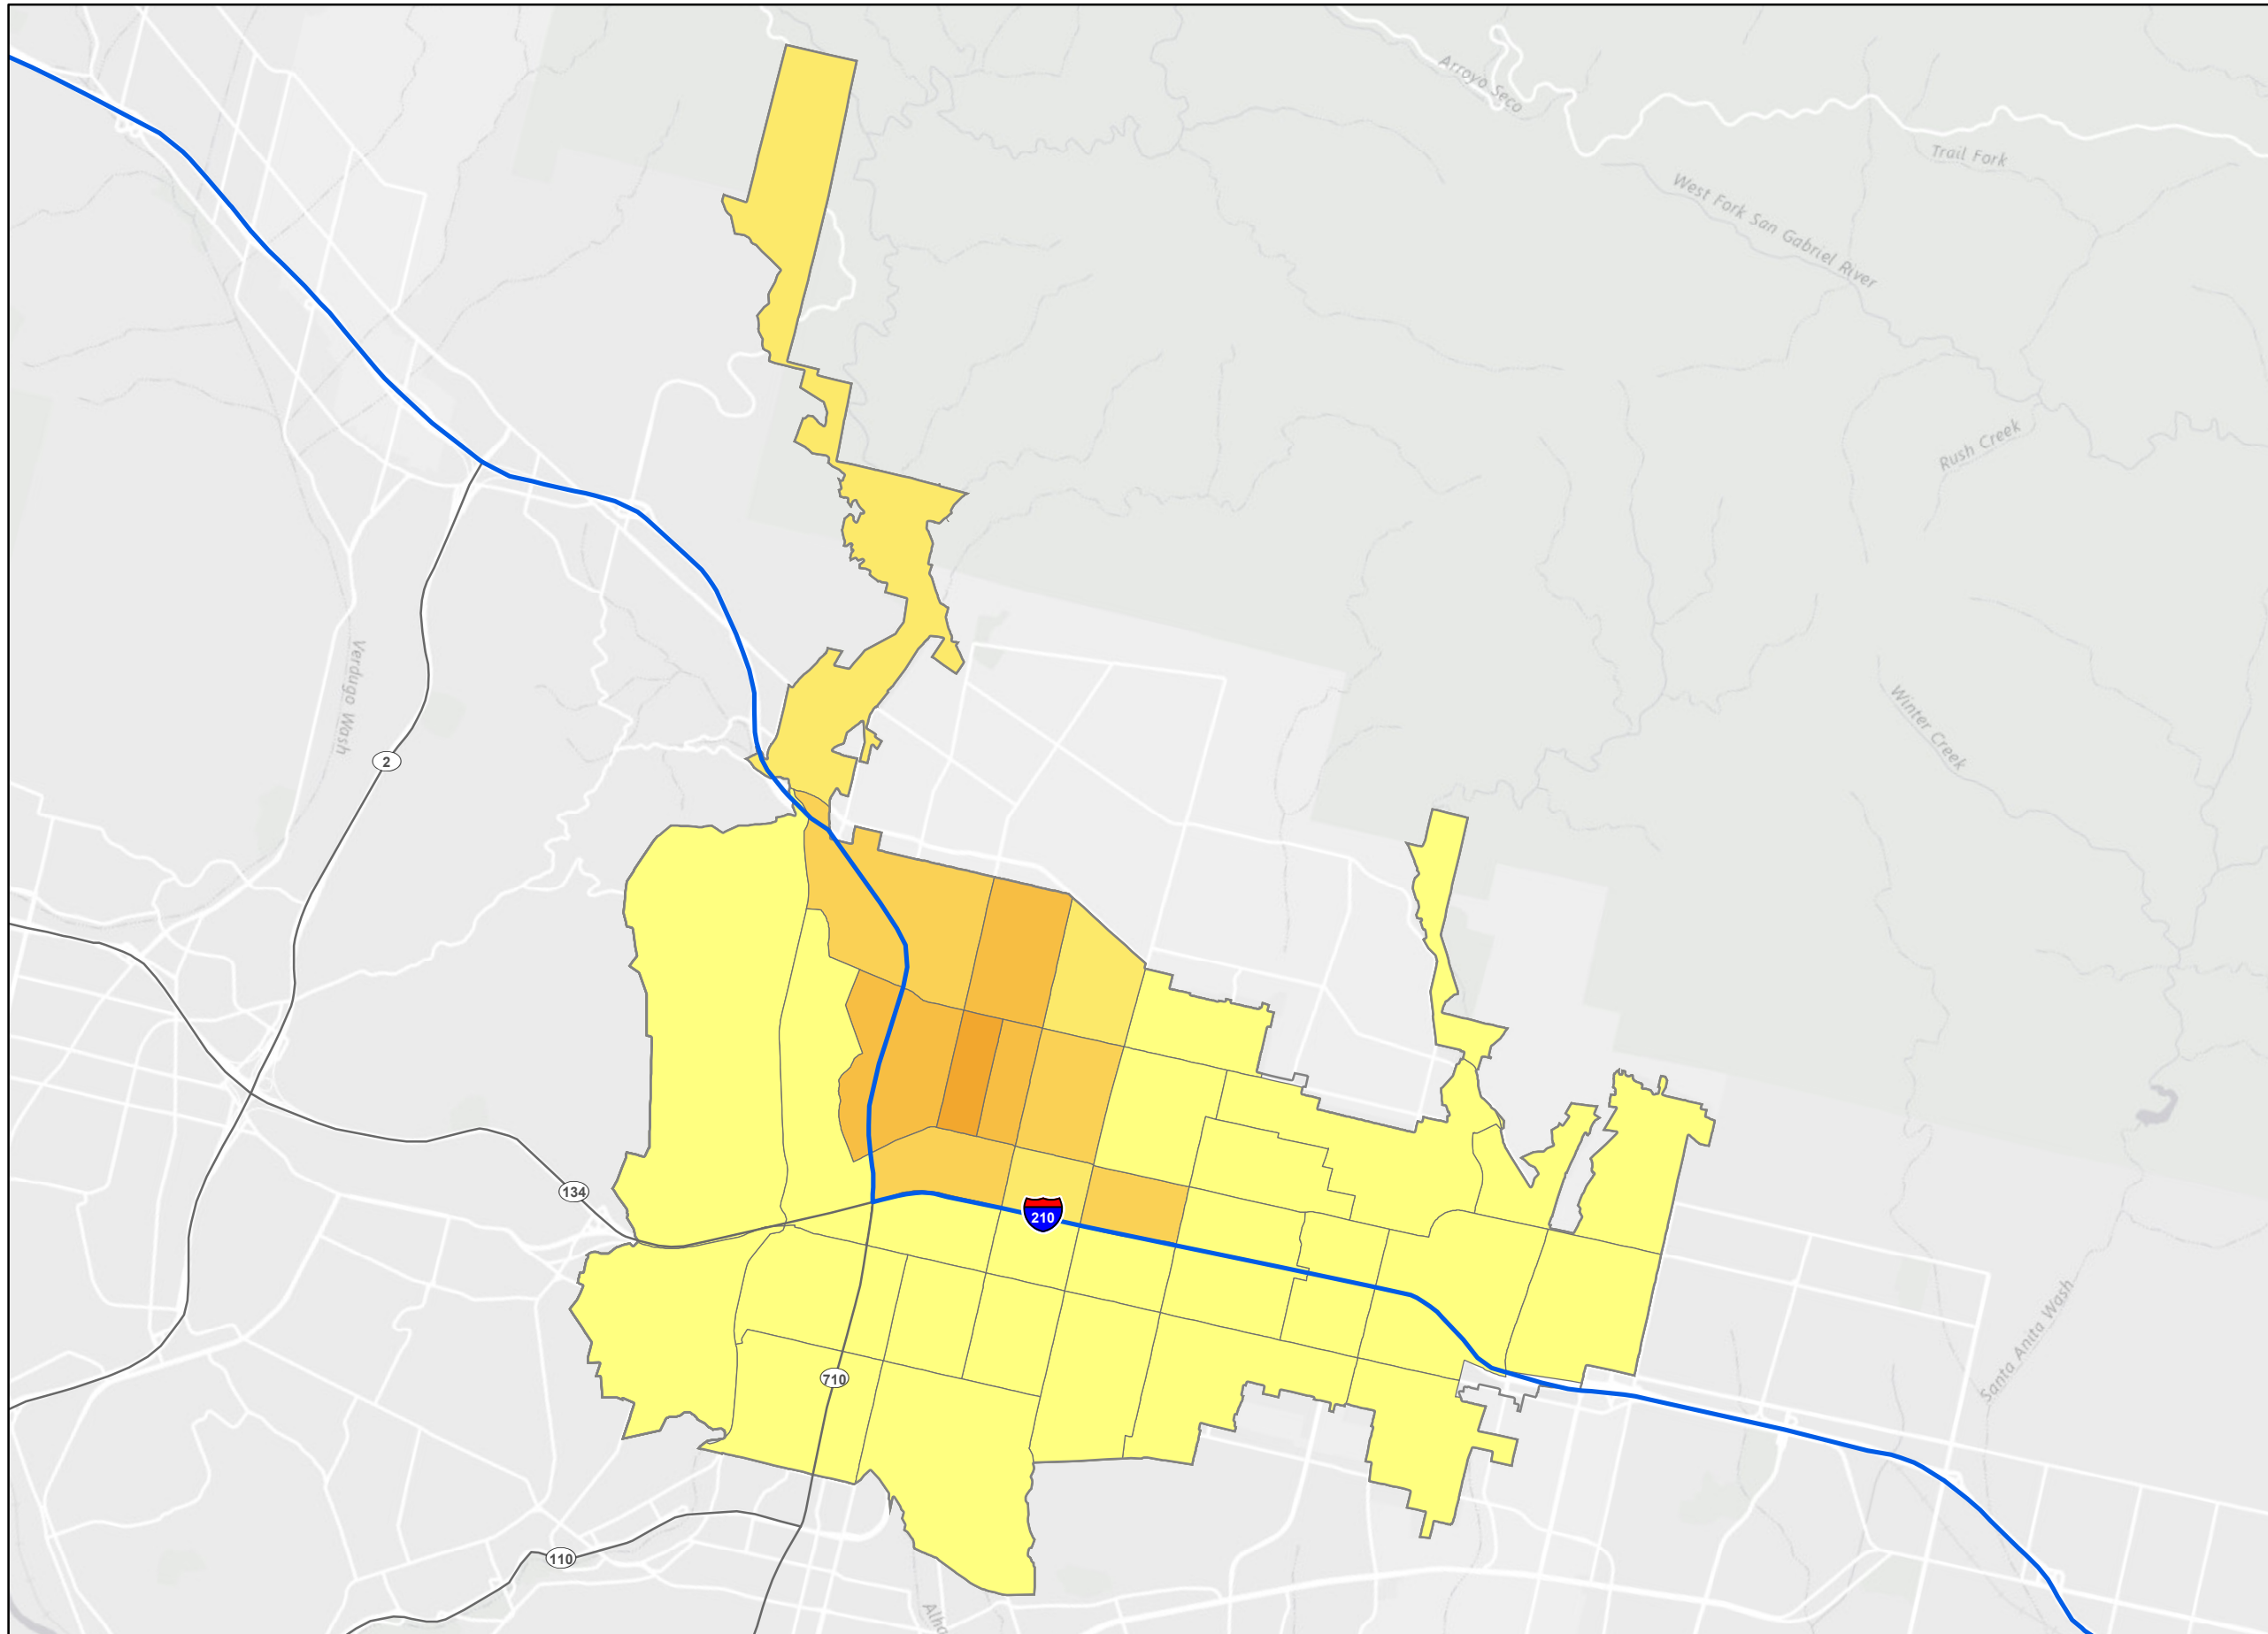 Arroyo Seco
Trail Fork
West Fork San Gabriel River
Rush Creek
Verdugo Wash
Winter Creek
2
134
210
Santa Anita Wash
710
110
Alha